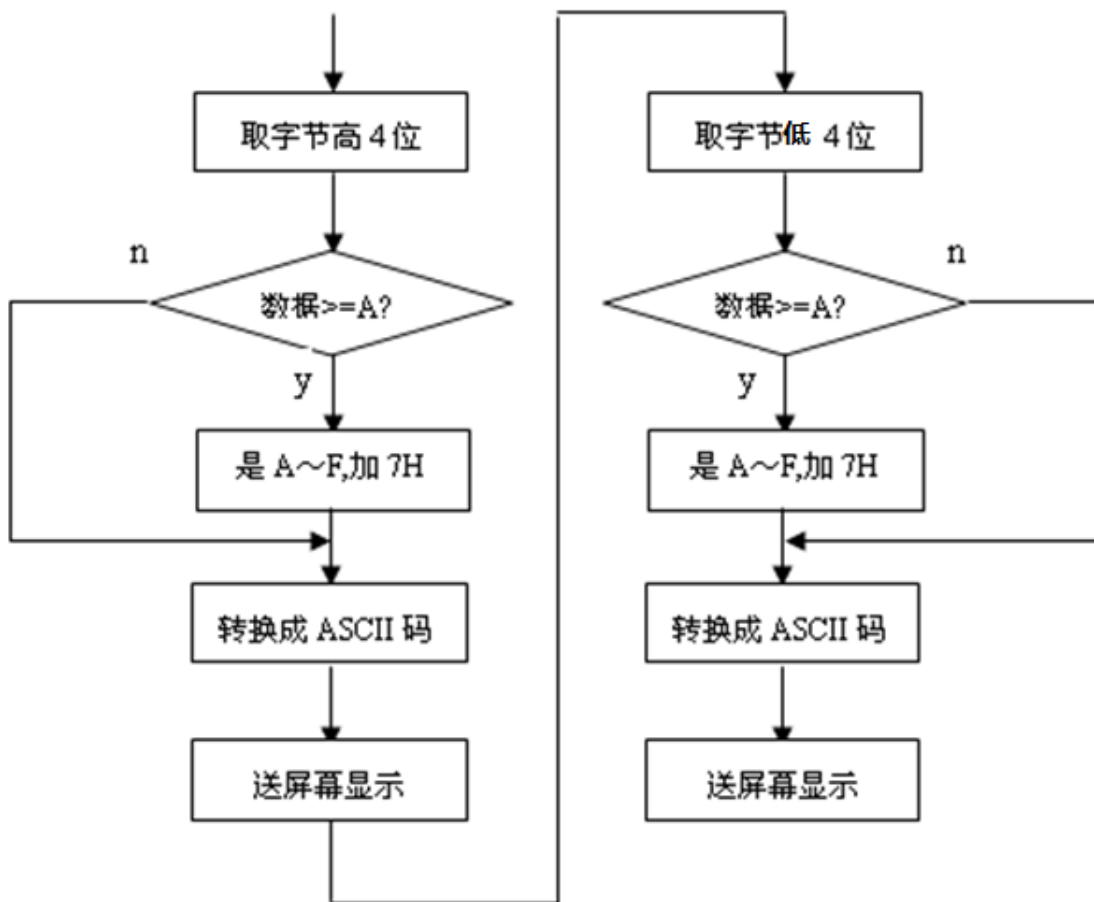 取字节高 4 位
n
数据>=A?
y
是 A～F,加 7H
转换成 ASCII 码
送屏幕显示
取字节低 4 位
n
数据>=A?
y
是 A～F,加 7H
转换成 ASCII 码
送屏幕显示